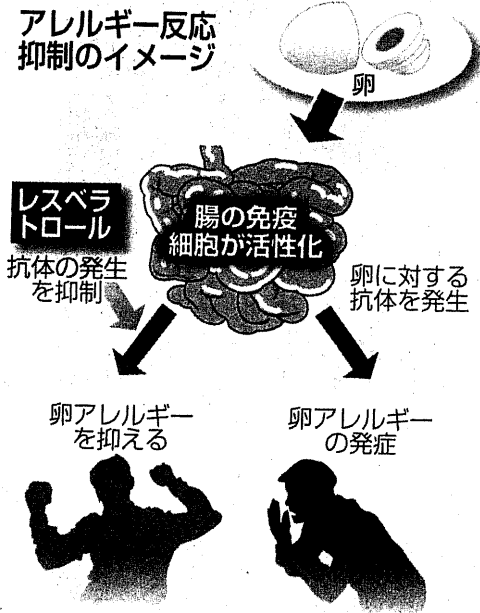 アレルギー反応
抑制のイメージ
卵
腸の免疫
細胞が活性化
レスベラ
トロール
抗体の発生
を抑制
卵に対する
抗体を発生
卵アレルギー
を抑える
卵アレルギー
の発症